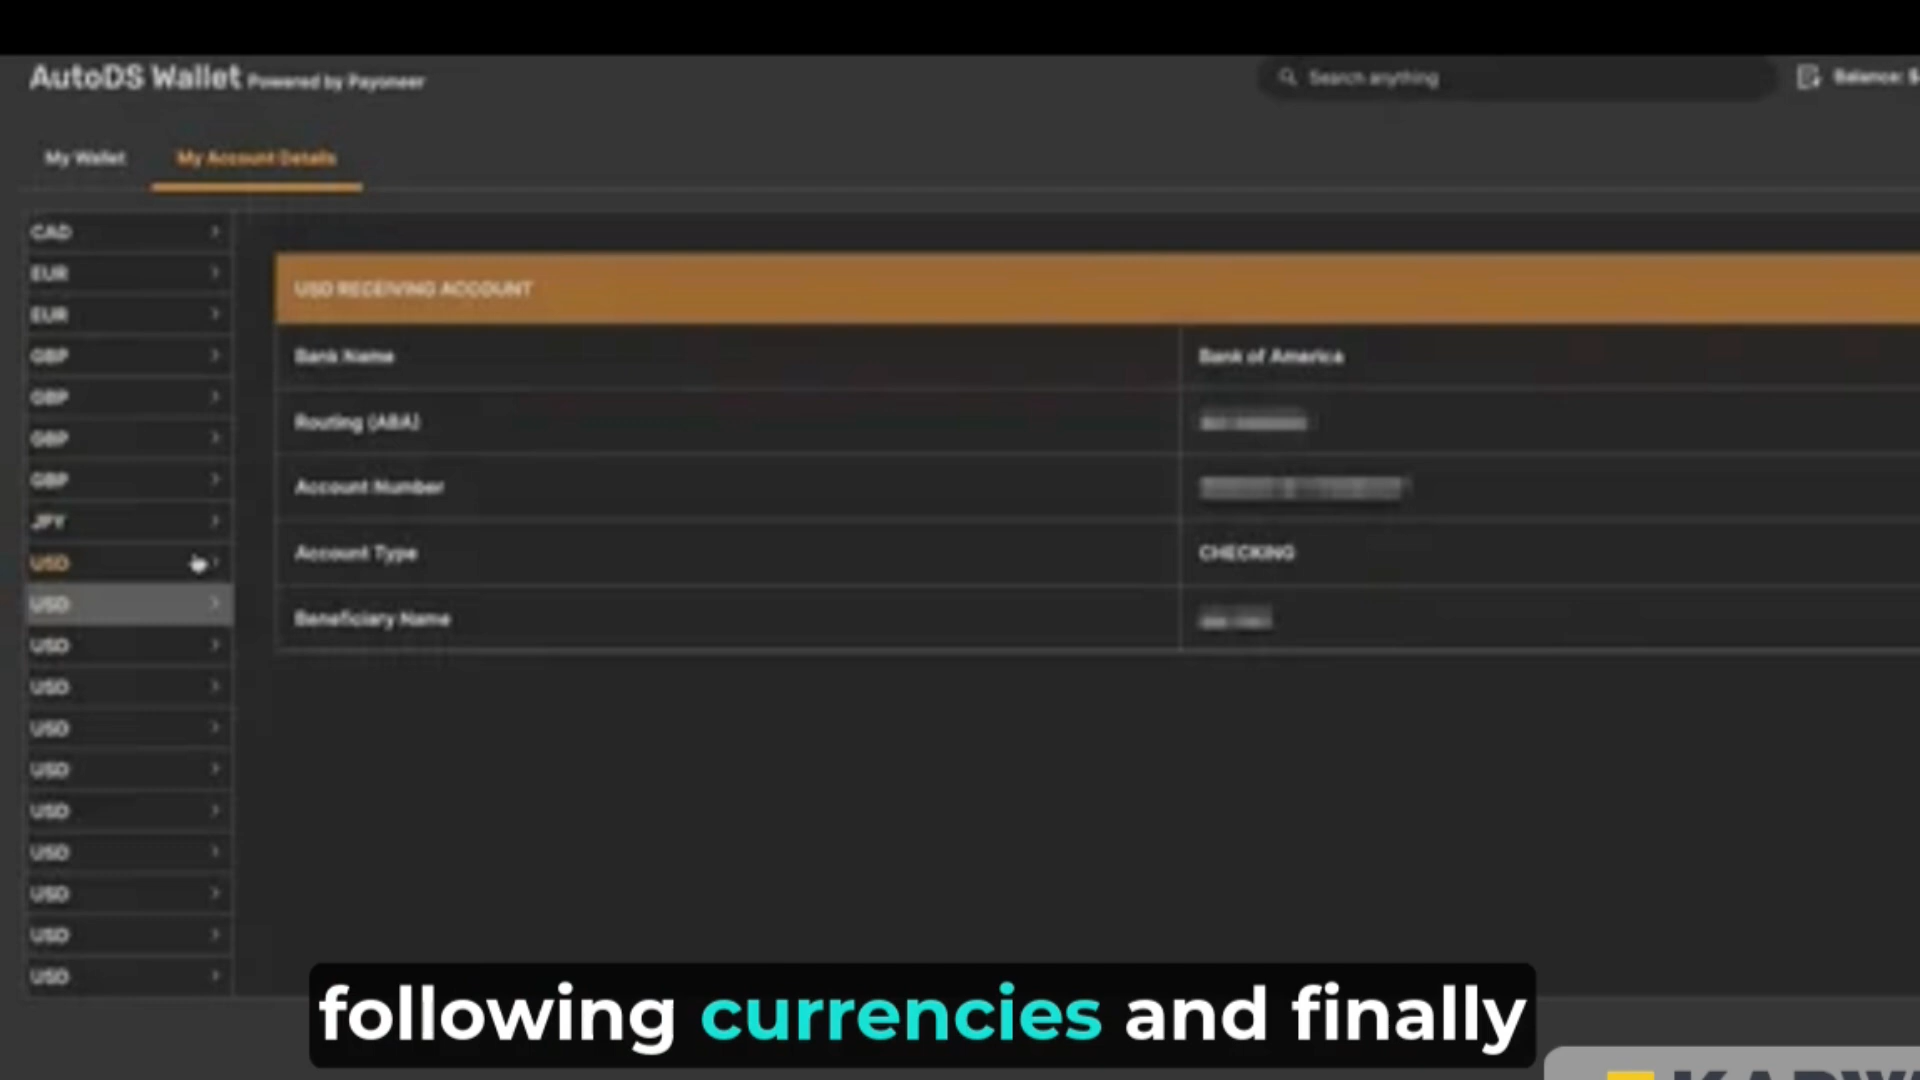 AutoDS Wallet Powered by Payoneer
Search anything
Balance: $
My Wallet
My Account Details
CAD
EUR
EUR
GBP
GBP
GBP
GBP
JPY
USD
USD
USD
USD
USD
USD
USD
USD
USD
USD
USD
USD RECEIVING ACCOUNT
Bank Name
Bank of America
Routing (ABA)
Account Number
Account Type
CHECKING
Beneficiary Name
following currencies and finally